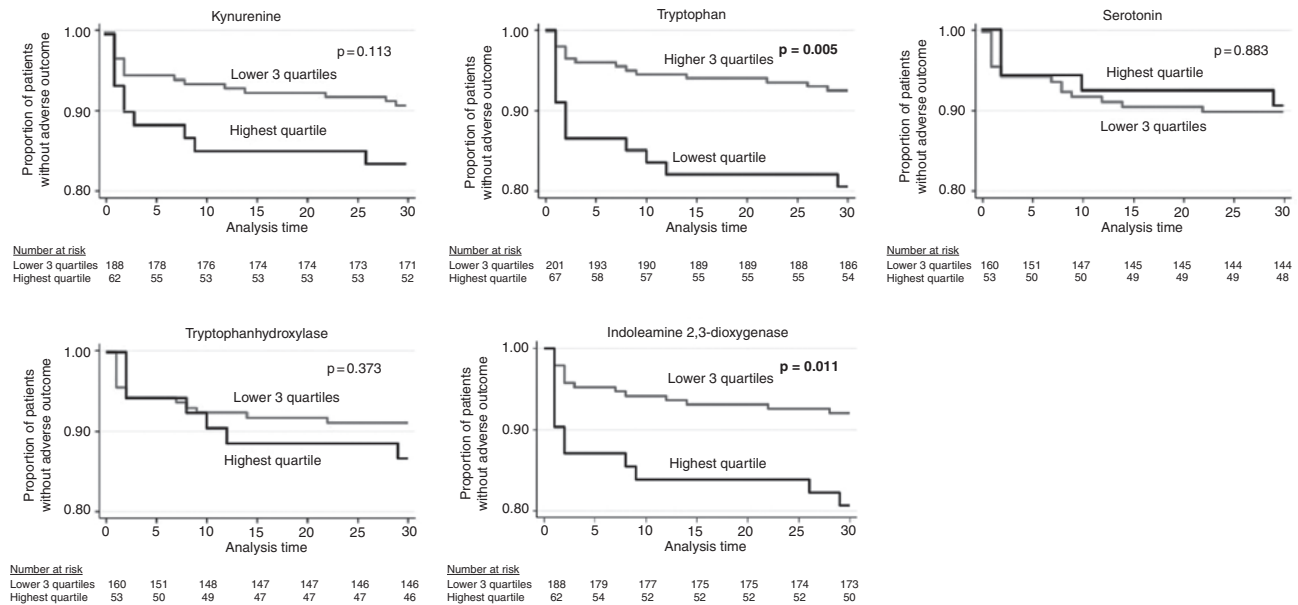 Kynurenine
Proportion of patients
without adverse outcome
1.00
0.90
0.80
p=0.113
Lower 3 quartiles
Highest quartile
0 5 10 15 20 25 30
Analysis time
Number at risk
Lower 3 quartiles 188 178 176 174 174 173 171
Highest quartile 62 55 53 53 53 53 52
Tryptophan
Proportion of patients
without adverse outcome
1.00
0.90
0.80
p = 0.005
Higher 3 quartiles
Lowest quartile
0 5 10 15 20 25 30
Analysis time
Number at risk
Lower 3 quartiles 201 193 190 189 189 188 186
Highest quartile 67 58 57 55 55 55 54
Serotonin
Proportion of patients
without adverse outcome
1.00
0.90
0.80
p=0.883
Highest quartile
Lower 3 quartiles
0 5 10 15 20 25 30
Analysis time
Number at risk
Lower 3 quartiles 160 151 147 145 145 144 144
Highest quartile 53 50 50 49 49 49 48
Tryptophanhydroxylase
Proportion of patients
without adverse outcome
1.00
0.90
0.80
p=0.373
Lower 3 quartiles
Highest quartile
0 5 10 15 20 25 30
Analysis time
Number at risk
Lower 3 quartiles 160 151 148 147 147 146 146
Highest quartile 53 50 49 47 47 47 46
Indoleamine 2,3-dioxygenase
Proportion of patients
without adverse outcome
1.00
0.90
0.80
p = 0.011
Lower 3 quartiles
Highest quartile
0 5 10 15 20 25 30
Analysis time
Number at risk
Lower 3 quartiles 188 179 177 175 175 174 173
Highest quartile 62 54 52 52 52 52 50